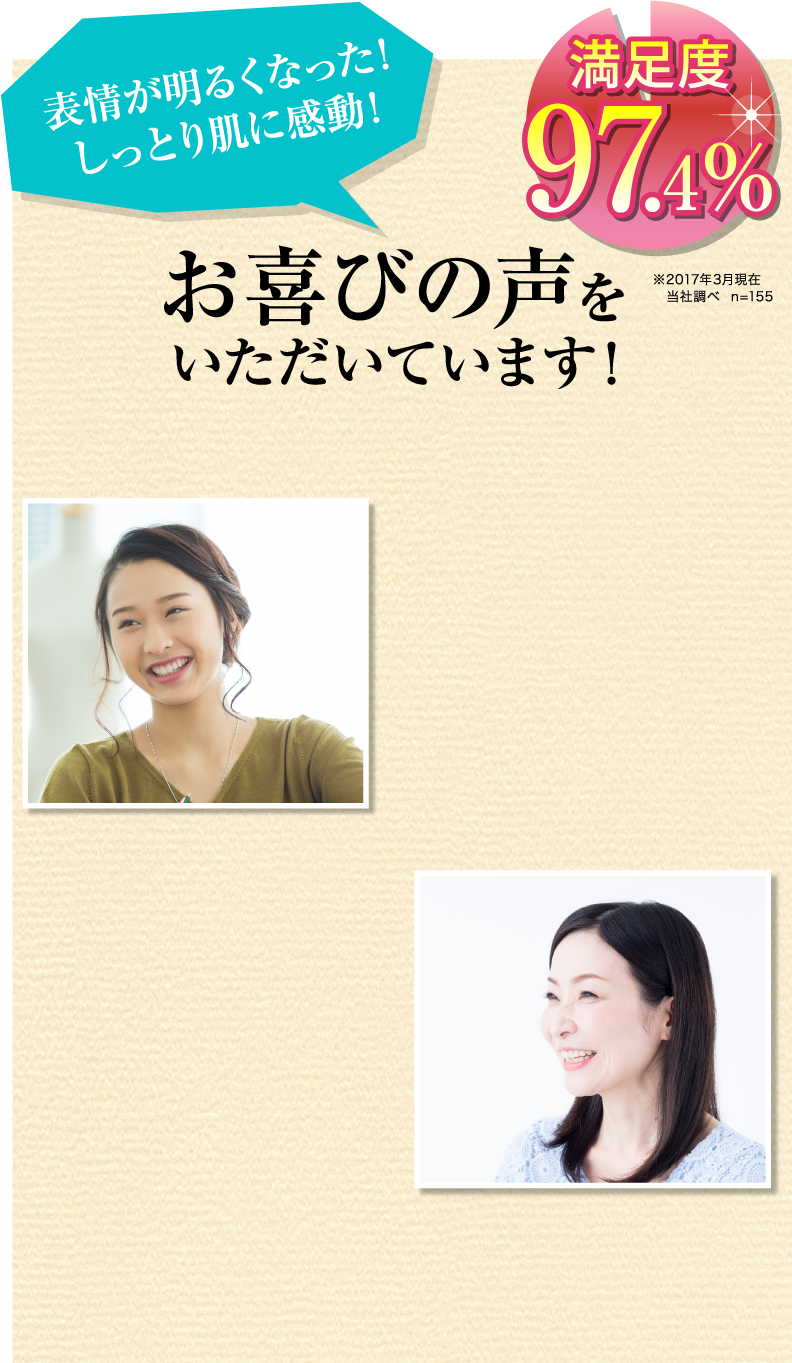 表情が明るくなった!
しっとり肌に感動!
満足度
97.4%
お喜びの声を
いただいています!
※2017年3月現在
当社調べ n=155